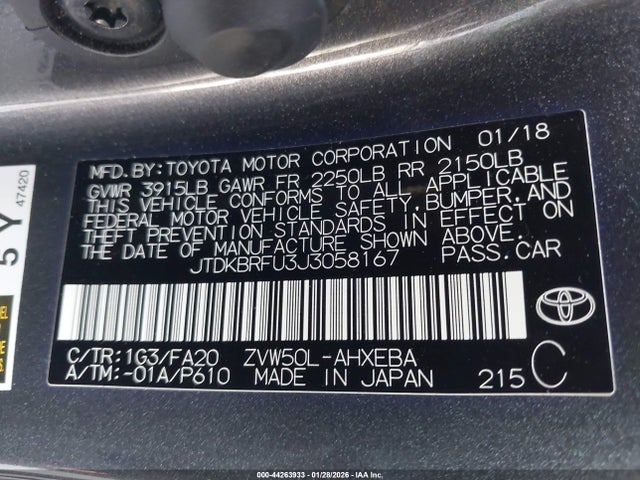 MFD. BY: TOYOTA MOTOR CORPORATION 01/18
GVWR 3915LB GAWR FR 2250LB RR 2150LB
THIS VEHICLE CONFORMS TO ALL APPLICABLE
FEDERAL MOTOR VEHICLE SAFETY, BUMPER, AND
THEFT PREVENTION STANDARDS IN EFFECT ON
THE DATE OF MANUFACTURE SHOWN ABOVE.
JTDKBRFU3J3058167 PASS. CAR
C/TR: 1G3/FA20 ZVW50L-AHXEBA
A/TM: -01A/P610 MADE IN JAPAN 215 C
5 Y
47420
000 - 44263933 - 01/28/2026 - IAA Inc.